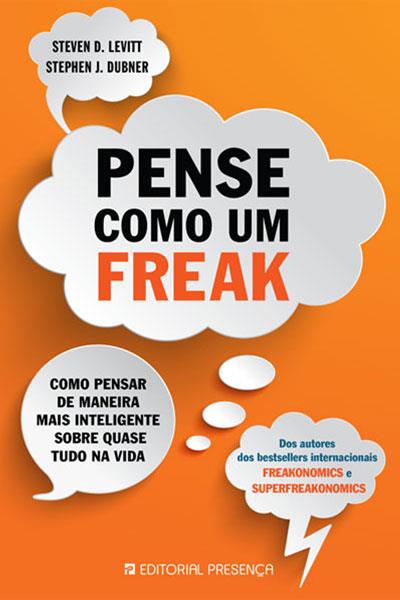 STEVEN D. LEVITT
STEPHEN J. DUBNER
PENSE
COMO UM
FREAK
COMO PENSAR
DE MANEIRA
MAIS INTELIGENTE
SOBRE QUASE
TUDO NA VIDA
Dos autores
dos bestsellers internacionais
FREAKONOMICS e
SUPERFREAKONOMICS
EDITORIAL PRESENÇA